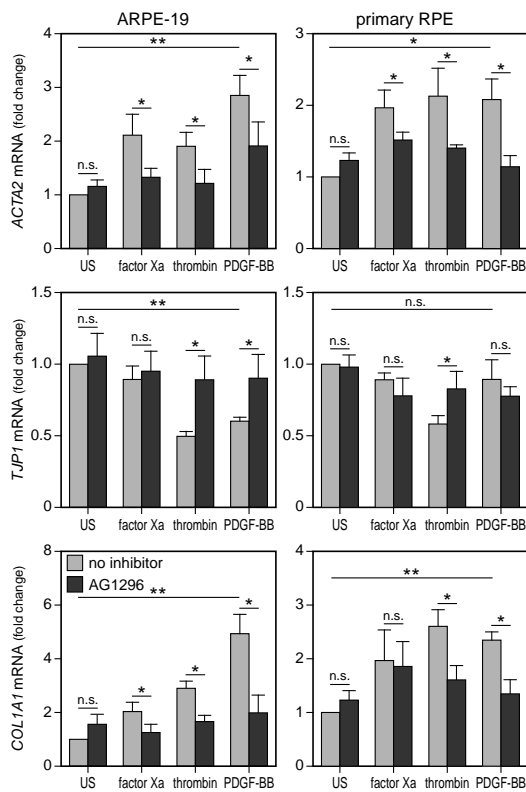 ARPE-19
primary RPE
ACTA2 mRNA (fold change)
4
3
2
1
0
**
n.s.
*
*
*
US factor Xa thrombin PDGF-BB
3
2
1
0
*
n.s.
*
*
*
US factor Xa thrombin PDGF-BB
TJP1 mRNA (fold change)
1.5
1.0
0.5
0
**
n.s.
n.s.
*
*
US factor Xa thrombin PDGF-BB
1.5
1.0
0.5
0
n.s.
n.s.
n.s.
*
n.s.
US factor Xa thrombin PDGF-BB
COL1A1 mRNA (fold change)
8
6
4
2
0
no inhibitor
AG1296
**
n.s.
*
*
*
US factor Xa thrombin PDGF-BB
4
3
2
1
0
**
n.s.
n.s.
*
*
US factor Xa thrombin PDGF-BB